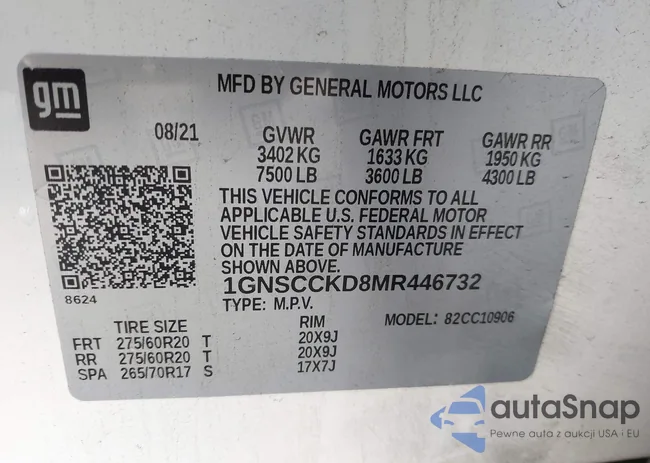 gm
MFD BY GENERAL MOTORS LLC
08/21 GVWR GAWR FRT GAWR RR
3402 KG 1633 KG 1950 KG
7500 LB 3600 LB 4300 LB
THIS VEHICLE CONFORMS TO ALL
APPLICABLE U.S. FEDERAL MOTOR
VEHICLE SAFETY STANDARDS IN EFFECT
ON THE DATE OF MANUFACTURE
SHOWN ABOVE.
8624
1GNSCCKD8MR446732
TYPE: M.P.V.
TIRE SIZE RIM MODEL: 82CC10906
FRT 275/60R20 T 20X9J
RR 275/60R20 T 20X9J
SPA 265/70R17 S 17X7J
autaSnap
Pewne auta z aukcji USA i EU